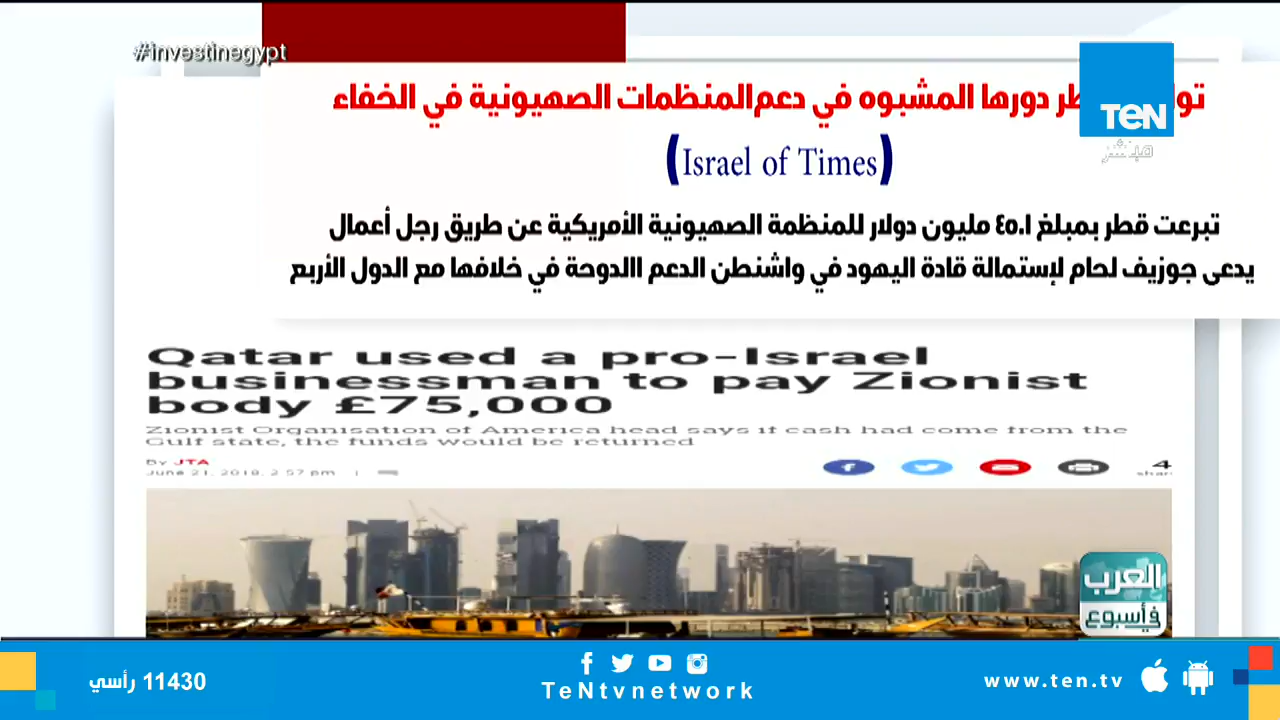 #investinegypt
دورها المشبوه في دعم المنظمات الصهيونية في الخفاء
TEN
مباشر
(Israel of Times)
تبرعت قطر بمبلغ ٤٥.١ مليون دولار للمنظمة الصهيونية الأمريكية عن طريق رجل أعمال
يدعى جوزيف لحام لإستمالة قادة اليهود في واشنطن الدعم االدوحة في خلافها مع الدول الأربع
Qatar used a pro-Israel
businessman to pay Zionist
body £75,000
Zionist Organisation of America head says if cash had come from the
Gulf state, the funds would be returned
By JTA
June 21, 2018, 2:57 pm
4
العرب
في أسبوع
11430 رأسي
TeNtvnetwork
www.ten.tv